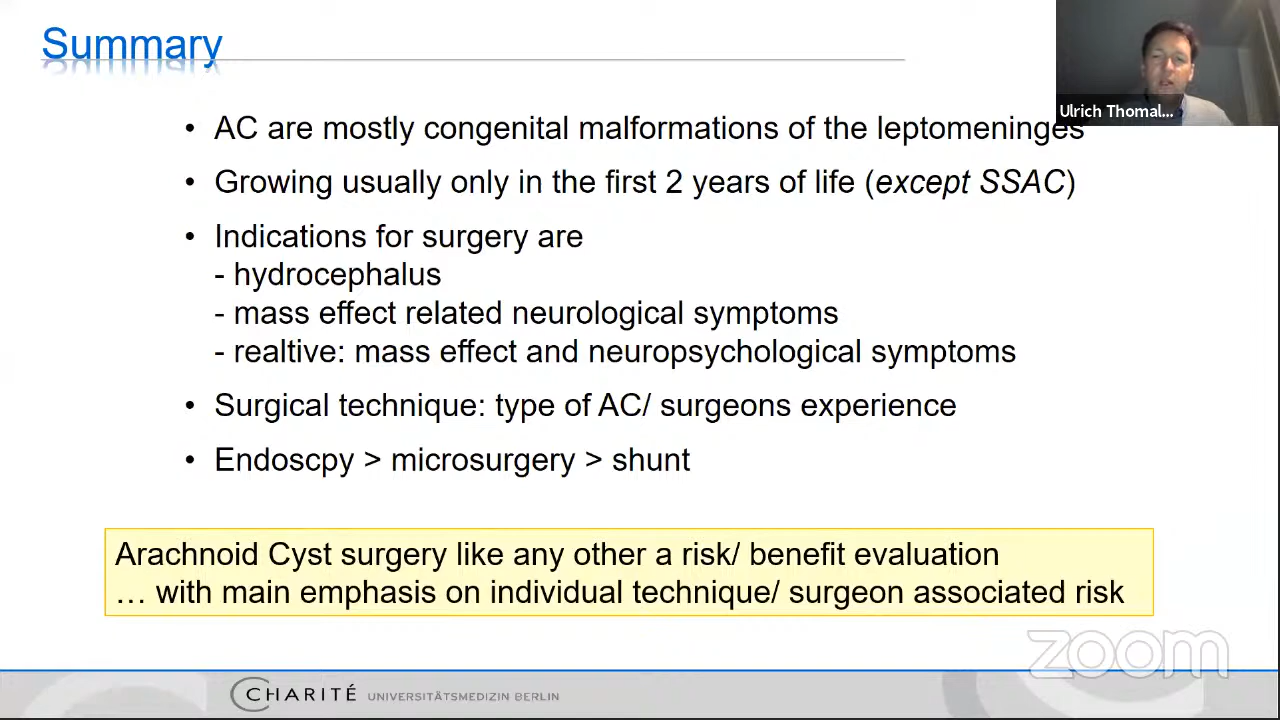 Summary
Ulrich Thomal...
• AC are mostly congenital malformations of the leptomeninges
• Growing usually only in the first 2 years of life (except SSAC)
• Indications for surgery are
- hydrocephalus
- mass effect related neurological symptoms
- realtive: mass effect and neuropsychological symptoms
• Surgical technique: type of AC/ surgeons experience
• Endoscpy > microsurgery > shunt
Arachnoid Cyst surgery like any other a risk/ benefit evaluation
… with main emphasis on individual technique/ surgeon associated risk
zoom
CHARITÉ UNIVERSITÄTSMEDIZIN BERLIN